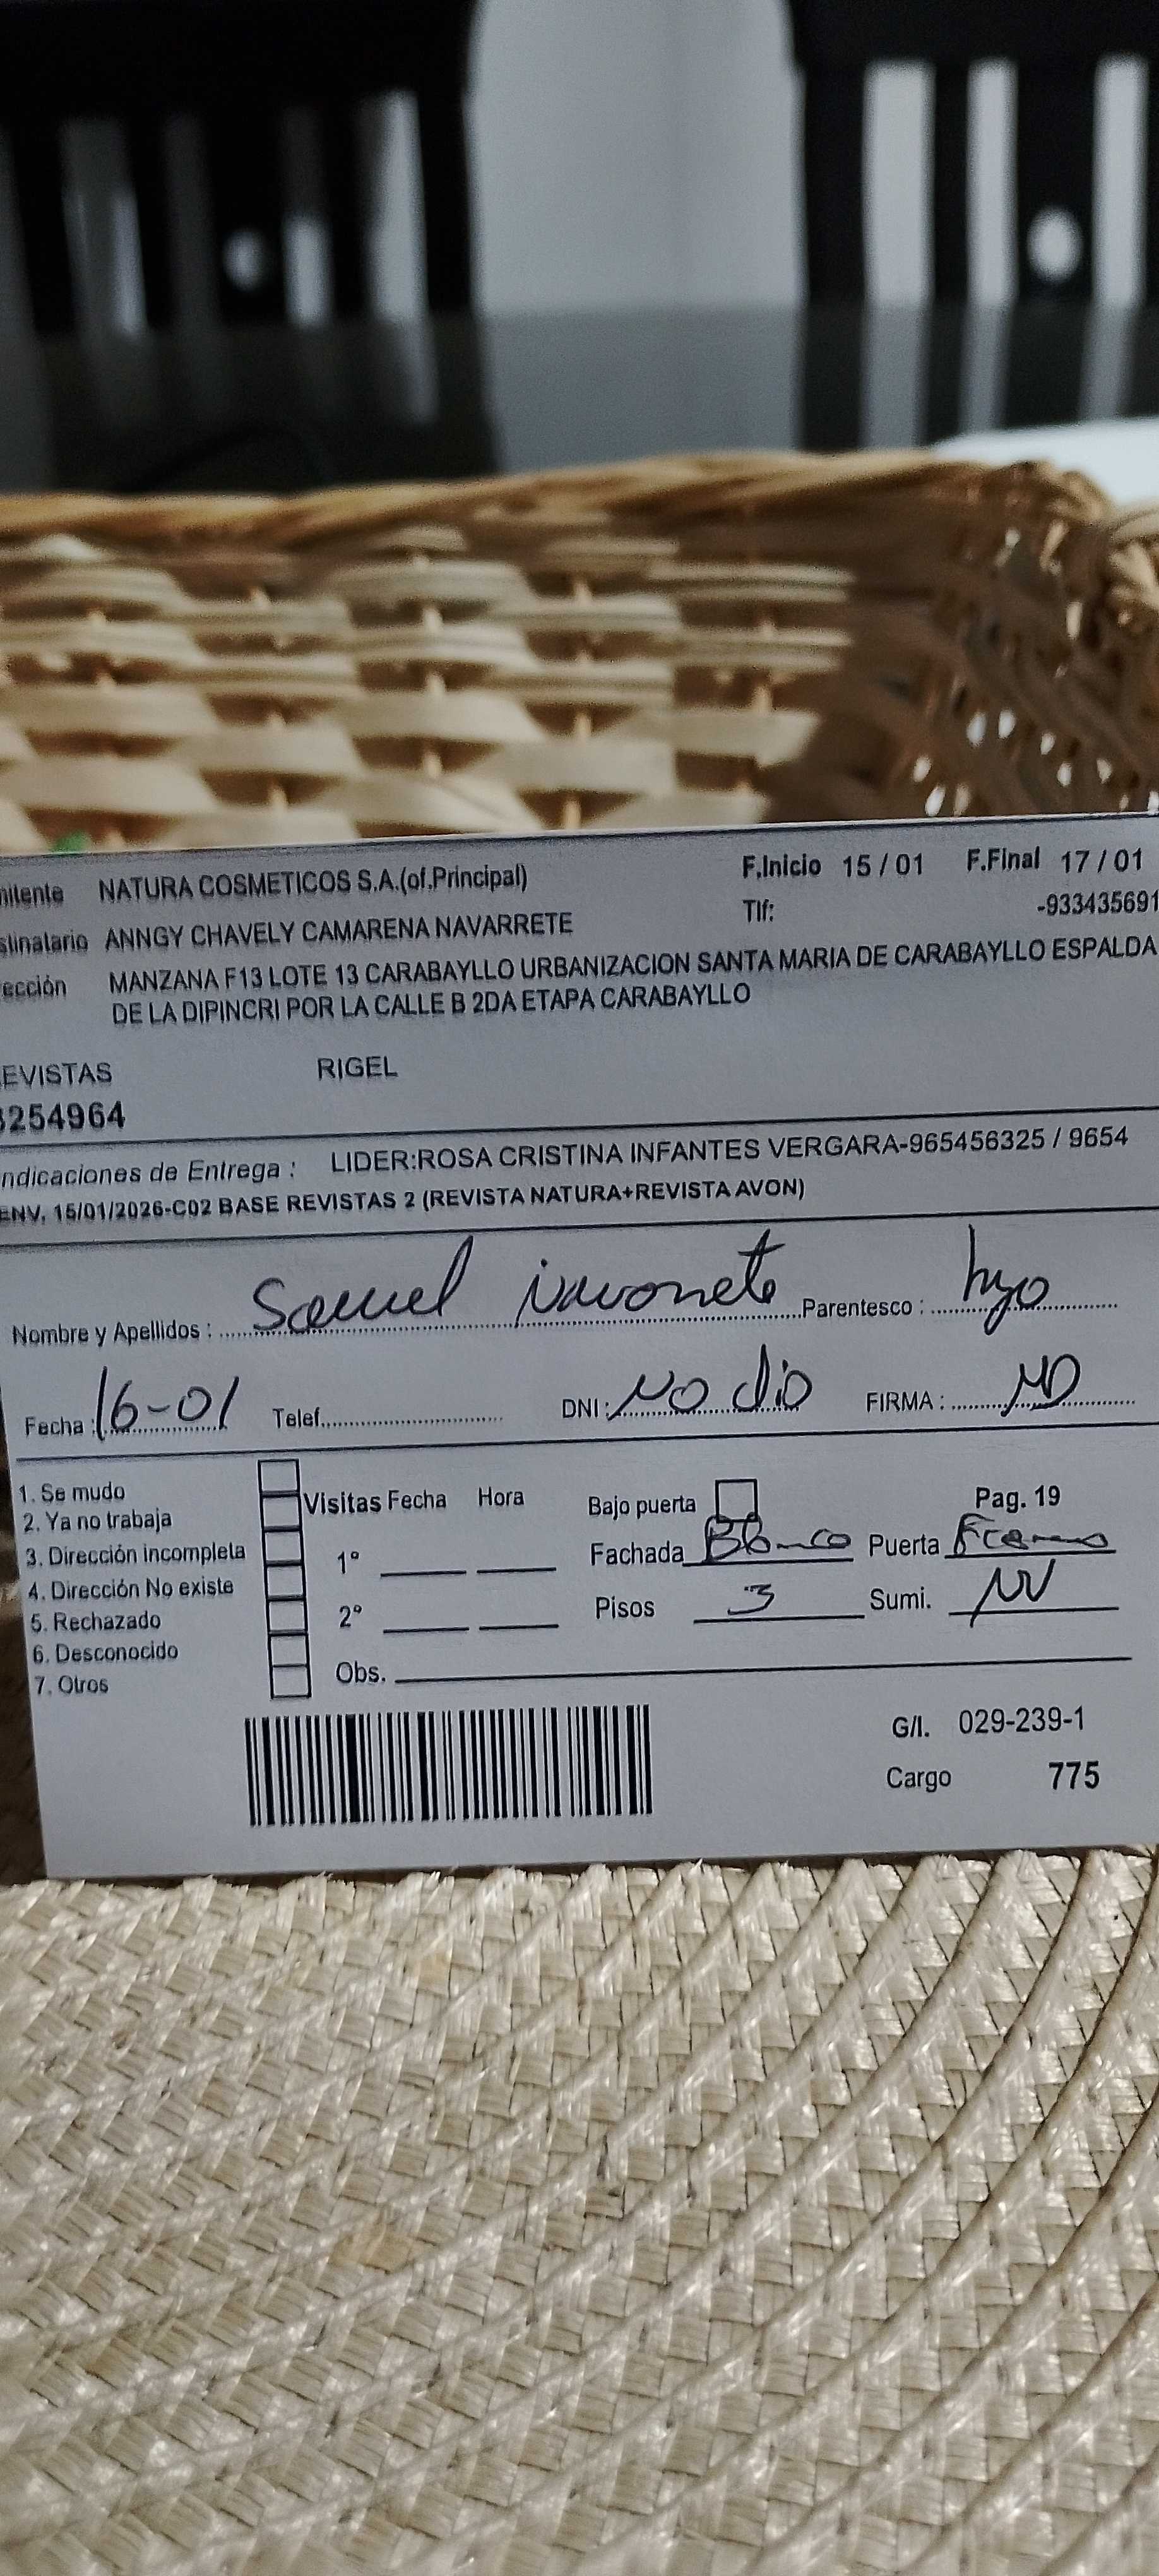 NATURA COSMETICOS S.A.(of.Principal) F.Inicio 15 / 01 F.Final 17 / 01
ANNGY CHAVELY CAMARENA NAVARRETE Tlf: -933435691
MANZANA F13 LOTE 13 CARABAYLLO URBANIZACION SANTA MARIA DE CARABAYLLO ESPALDA
DE LA DIPINCRI POR LA CALLE B 2DA ETAPA CARABAYLLO
EVISTAS RIGEL
254964
ndicaciones de Entrega : LIDER:ROSA CRISTINA INFANTES VERGARA-965456325 / 9654
ENV. 15/01/2026-C02 BASE REVISTAS 2 (REVISTA NATURA+REVISTA AVON)
Nombre y Apellidos : Samuel Navarrete Parentesco : hijo
Fecha : 16-01 Telef. DNI: NO dio FIRMA : ND
1. Se mudo
2. Ya no trabaja
3. Dirección incompleta
4. Dirección No existe
5. Rechazado
6. Desconocido
7. Otros
Visitas Fecha Hora
1°
2°
Obs.
Bajo puerta Pag. 19
Fachada Blanco Puerta
Pisos 3 Sumi.
G/I. 029-239-1
Cargo 775